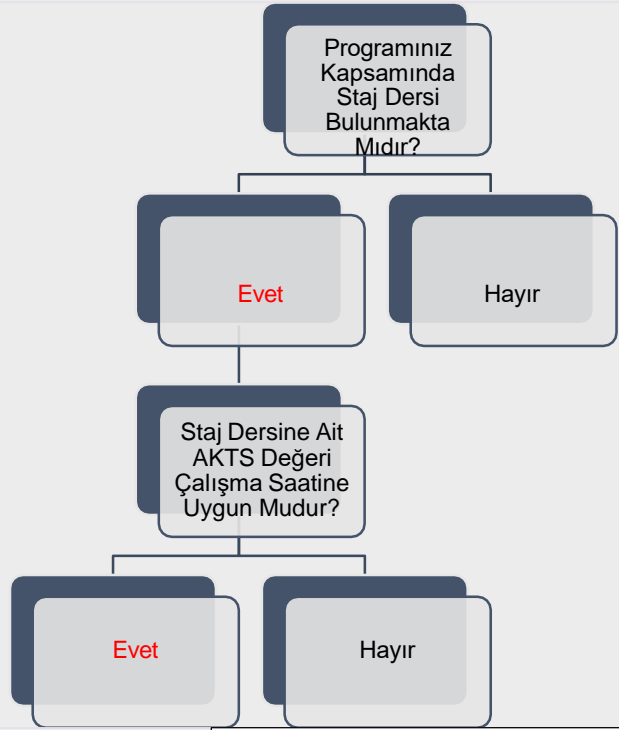 Programınız
Kapsamında
Staj Dersi
Bulunmakta
Mıdır?
Evet
Hayır
Staj Dersine Ait
AKTS Değeri
Çalışma Saatine
Uygun Mudur?
Evet
Hayır